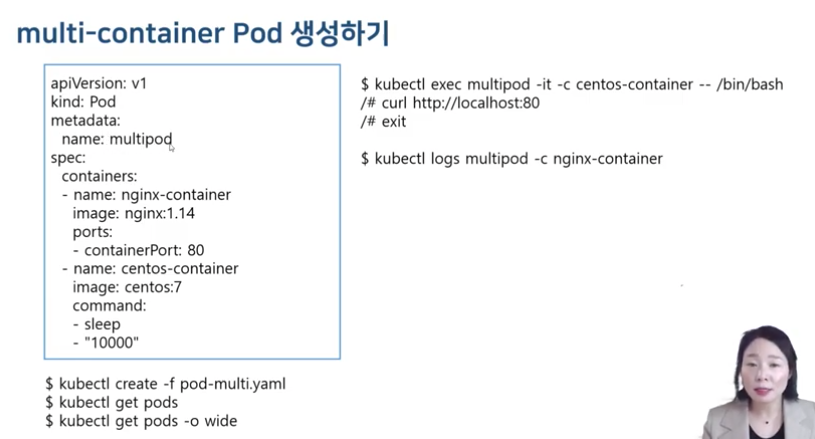 multi-container Pod 생성하기
apiVersion: v1
kind: Pod
metadata:
  name: multipod
spec:
  containers:
  - name: nginx-container
    image: nginx:1.14
    ports:
    - containerPort: 80
  - name: centos-container
    image: centos:7
    command:
    - sleep
    - "10000"
$ kubectl create -f pod-multi.yaml
$ kubectl get pods
$ kubectl get pods -o wide
$ kubectl exec multipod -it -c centos-container -- /bin/bash
/# curl http://localhost:80
/# exit
$ kubectl logs multipod -c nginx-container